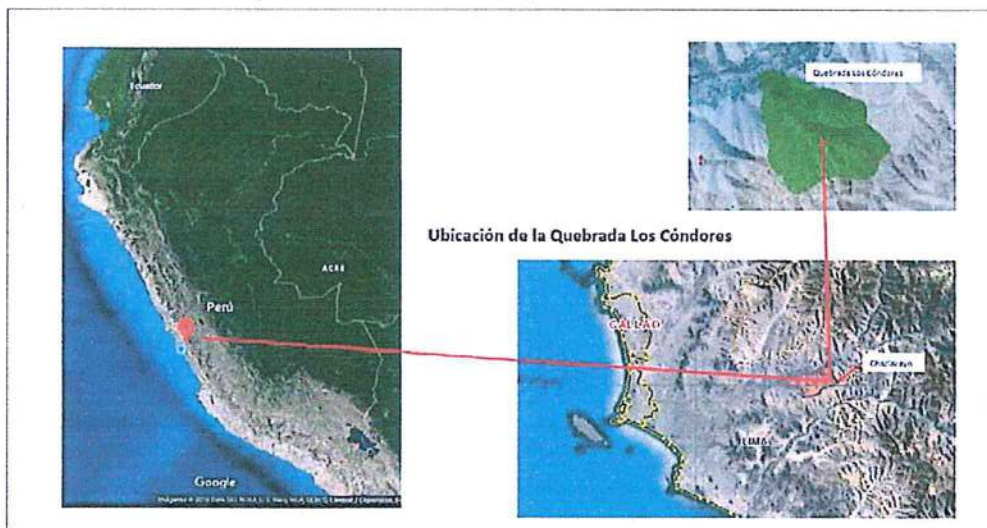 Ecuador
ACRE
Perú
Google
Quebrada Los Cóndores
Ubicación de la Quebrada Los Cóndores
CALLAO
Chaclacayo
LIMA